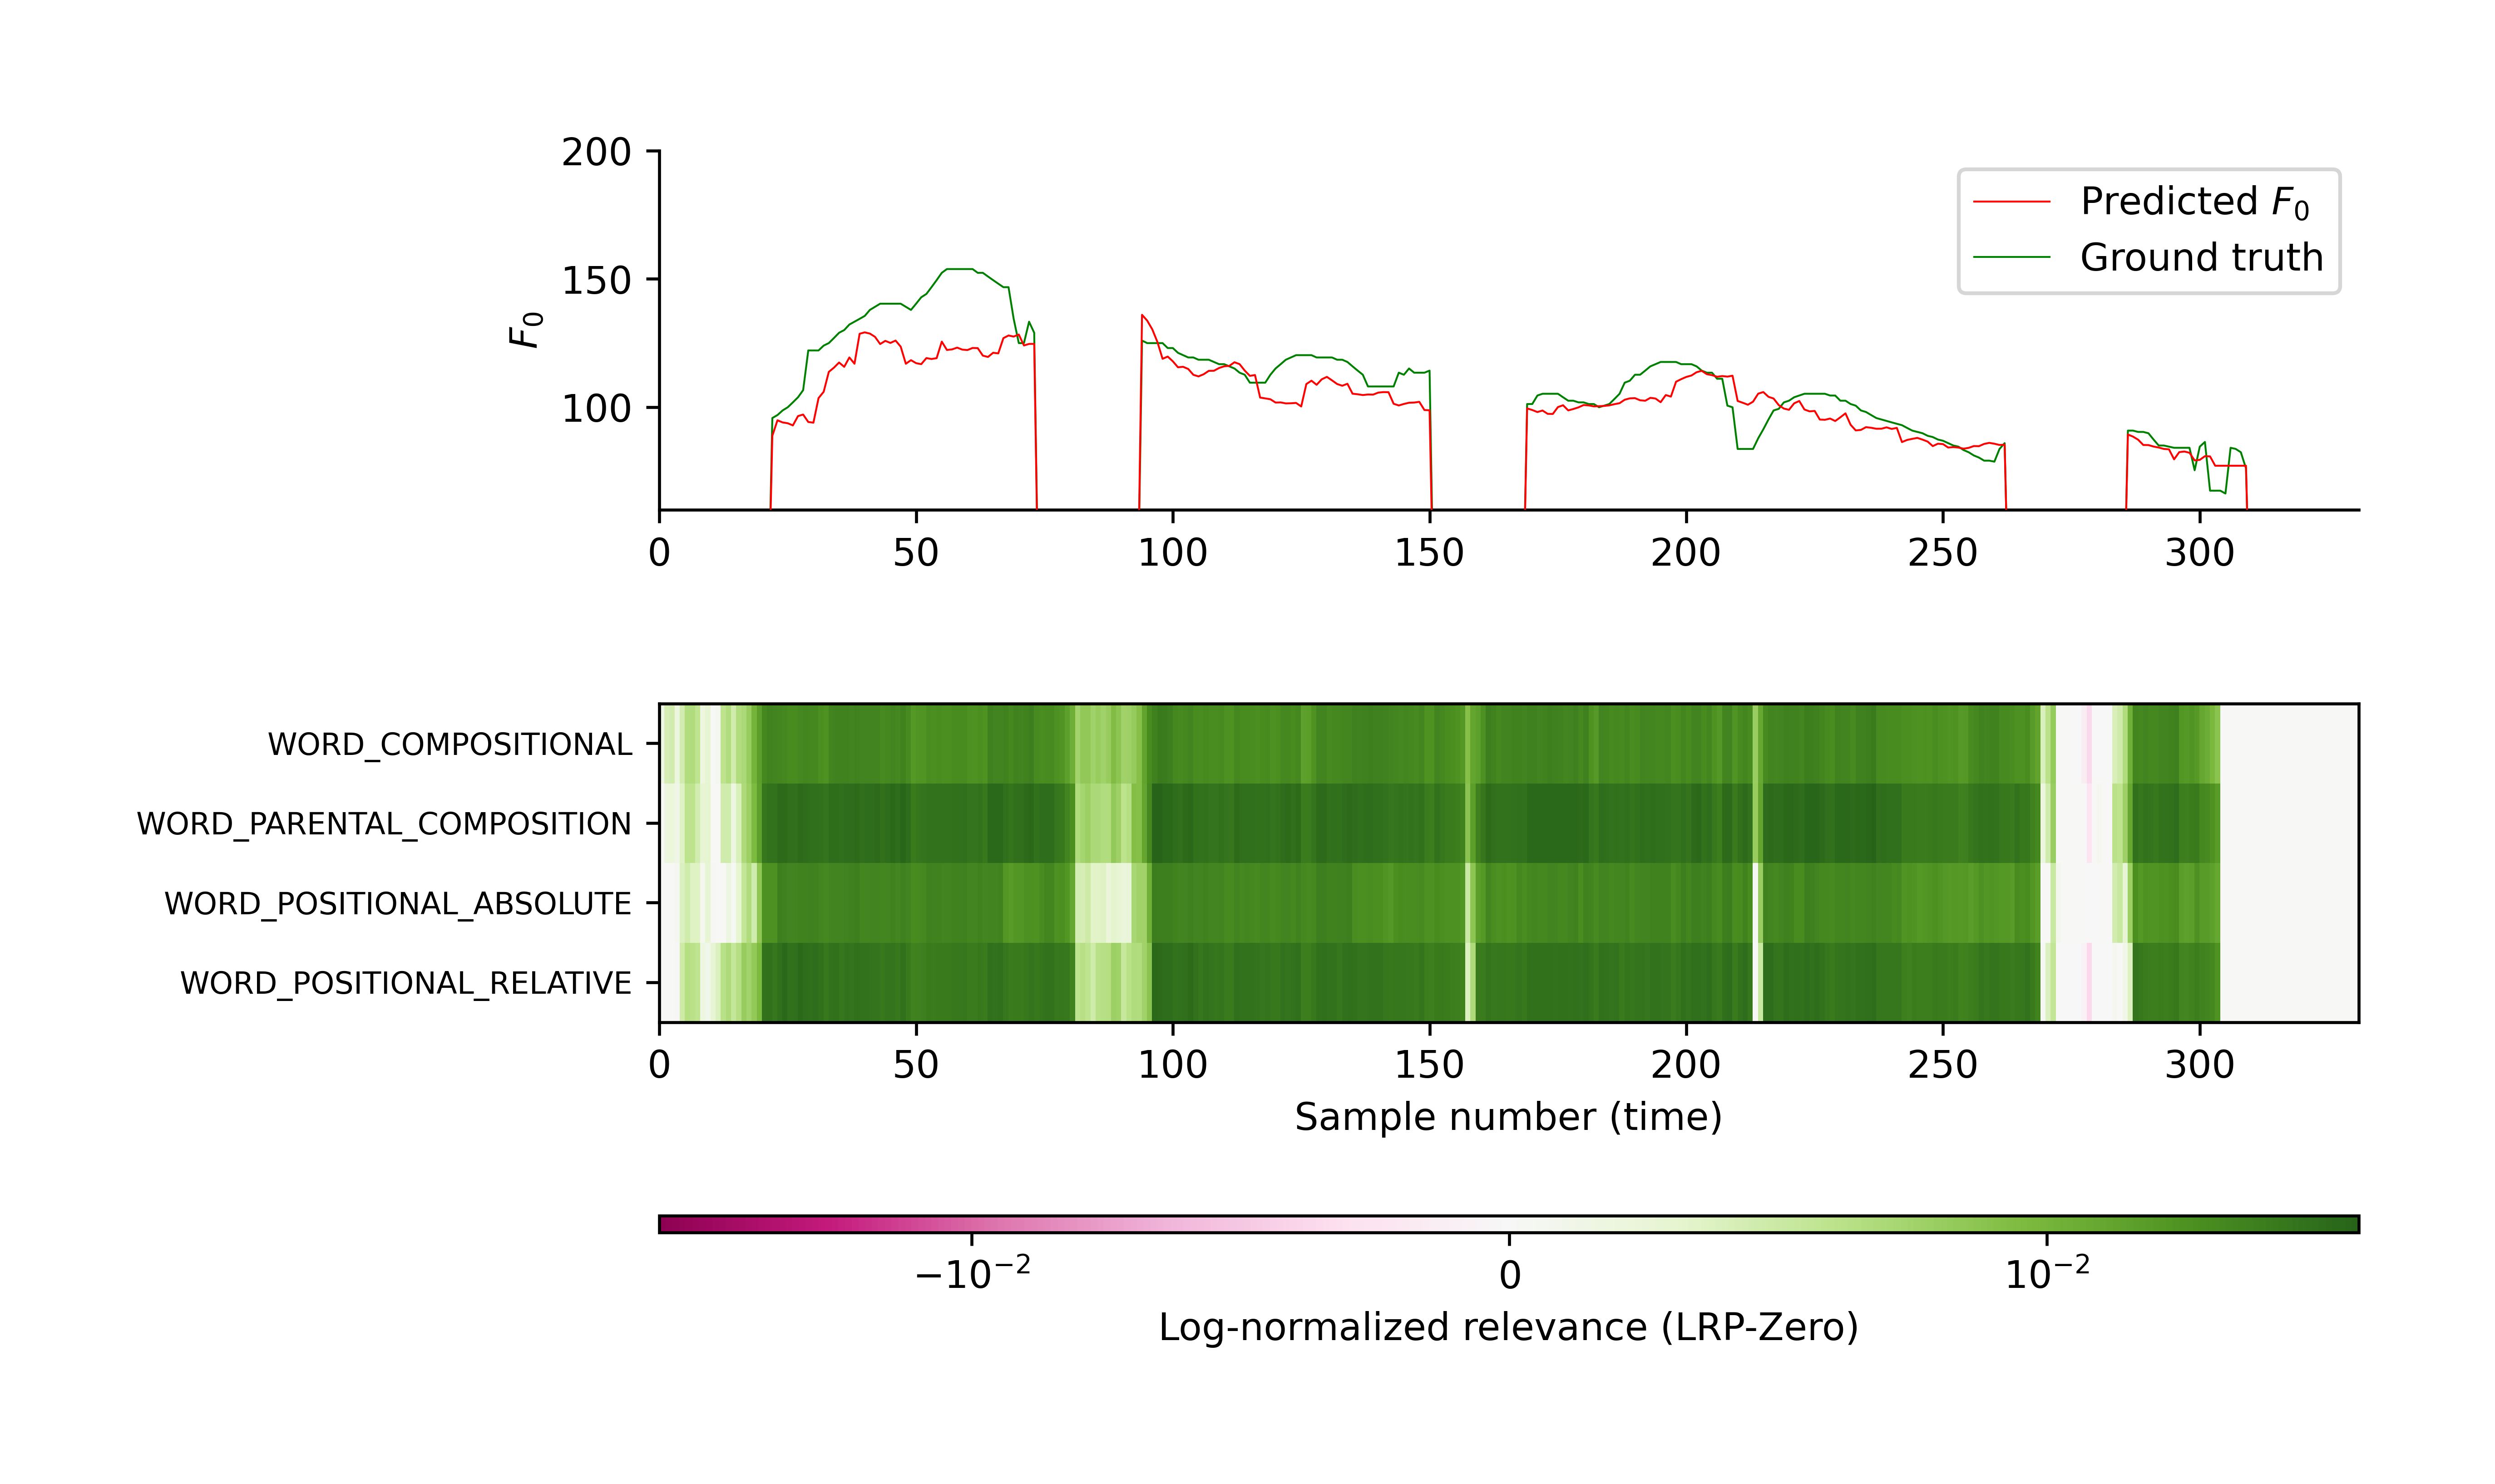 200
150
100
F₀
Predicted F₀
Ground truth
0 50 100 150 200 250 300
WORD_COMPOSITIONAL
WORD_PARENTAL_COMPOSITION
WORD_POSITIONAL_ABSOLUTE
WORD_POSITIONAL_RELATIVE
0 50 100 150 200 250 300
Sample number (time)
−10⁻² 0 10⁻²
Log-normalized relevance (LRP-Zero)